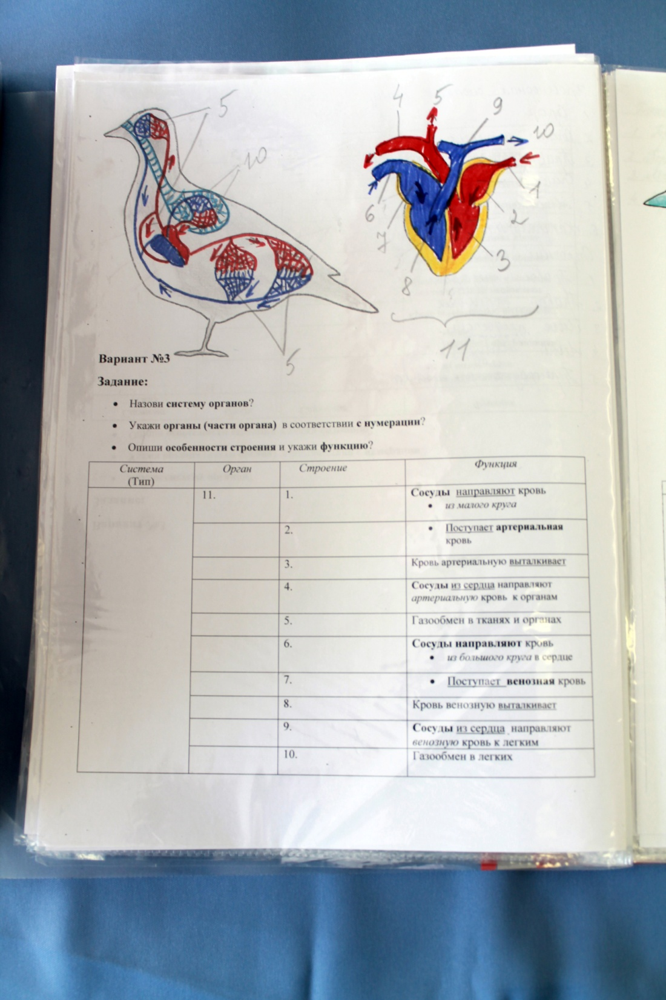 5
10
5
4
5
9
10
1
2
3
6
7
8
11
Вариант №3
Задание:
• Назови систему органов?
• Укажи органы (части органа) в соответствии с нумерации?
• Опиши особенности строения и укажи функцию?
Система
(Тип)
Орган
Строение
Функция
11.
1.
Сосуды направляют кровь
• из малого круга
2.
• Поступает артериальная
кровь
3.
Кровь артериальную выталкивает
4.
Сосуды из сердца направляют
артериальную кровь к органам
5.
Газообмен в тканях и органах
6.
Сосуды направляют кровь
• из большого круга в сердце
7.
• Поступает венозная кровь
8.
Кровь венозную выталкивает
9.
Сосуды из сердца направляют
венозную кровь к легким
10.
Газообмен в легких